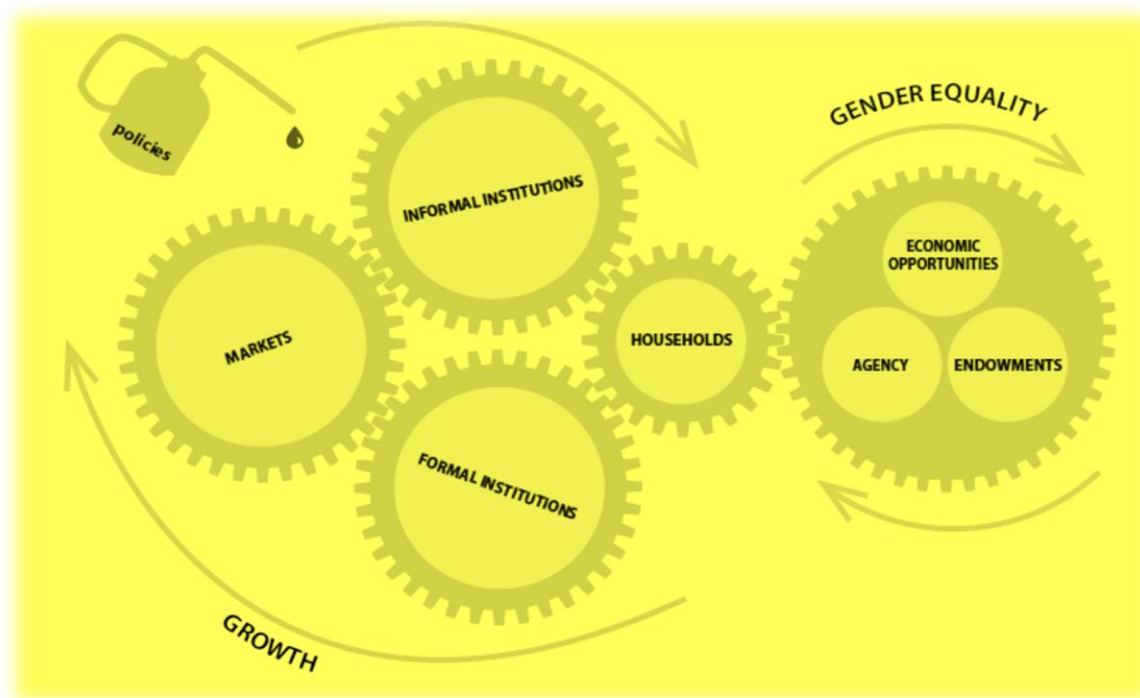 policies
INFORMAL INSTITUTIONS
GENDER EQUALITY
ECONOMIC
OPPORTUNITIES
MARKETS
HOUSEHOLDS
AGENCY
ENDOWMENTS
FORMAL INSTITUTIONS
GROWTH